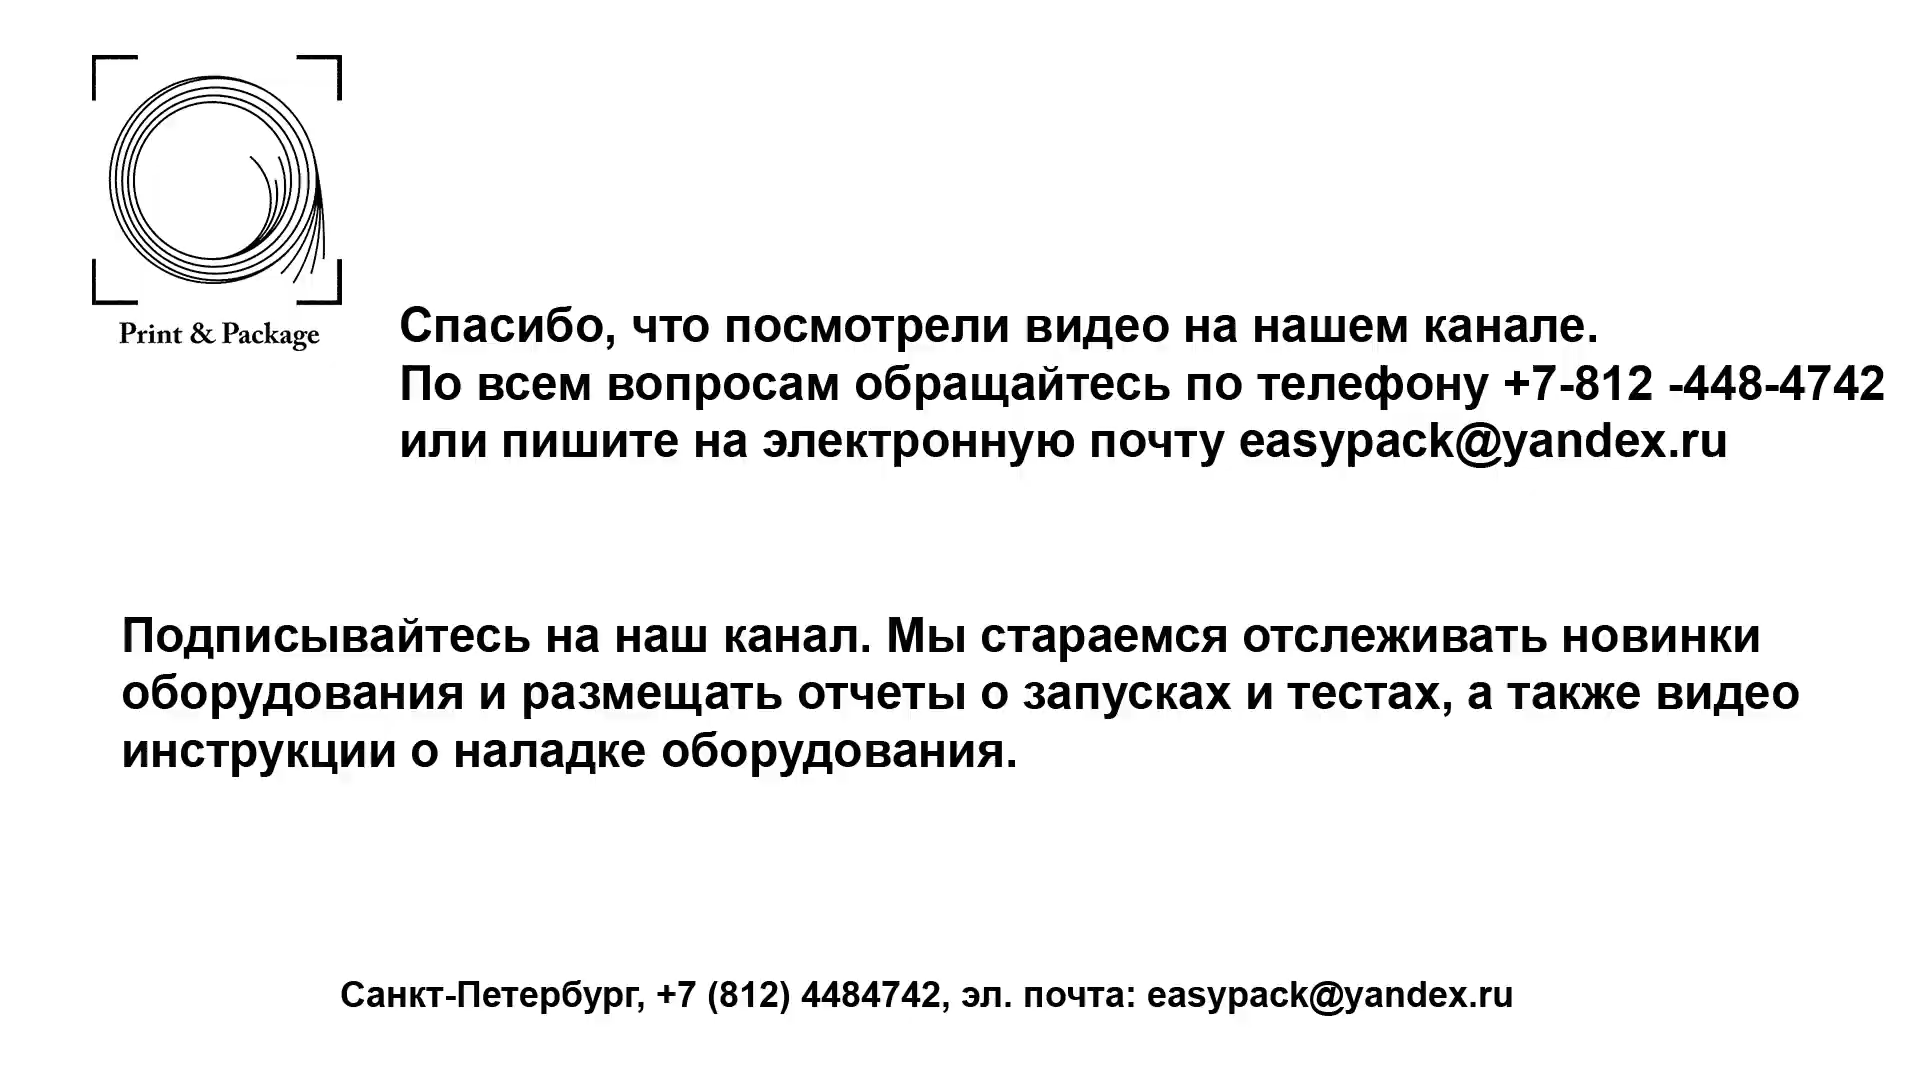 Print & Package
Спасибо, что посмотрели видео на нашем канале.
По всем вопросам обращайтесь по телефону +7-812 -448-4742
или пишите на электронную почту easypack@yandex.ru
Подписывайтесь на наш канал. Мы стараемся отслеживать новинки
оборудования и размещать отчеты о запусках и тестах, а также видео
инструкции о наладке оборудования.
Санкт-Петербург, +7 (812) 4484742, эл. почта: easypack@yandex.ru